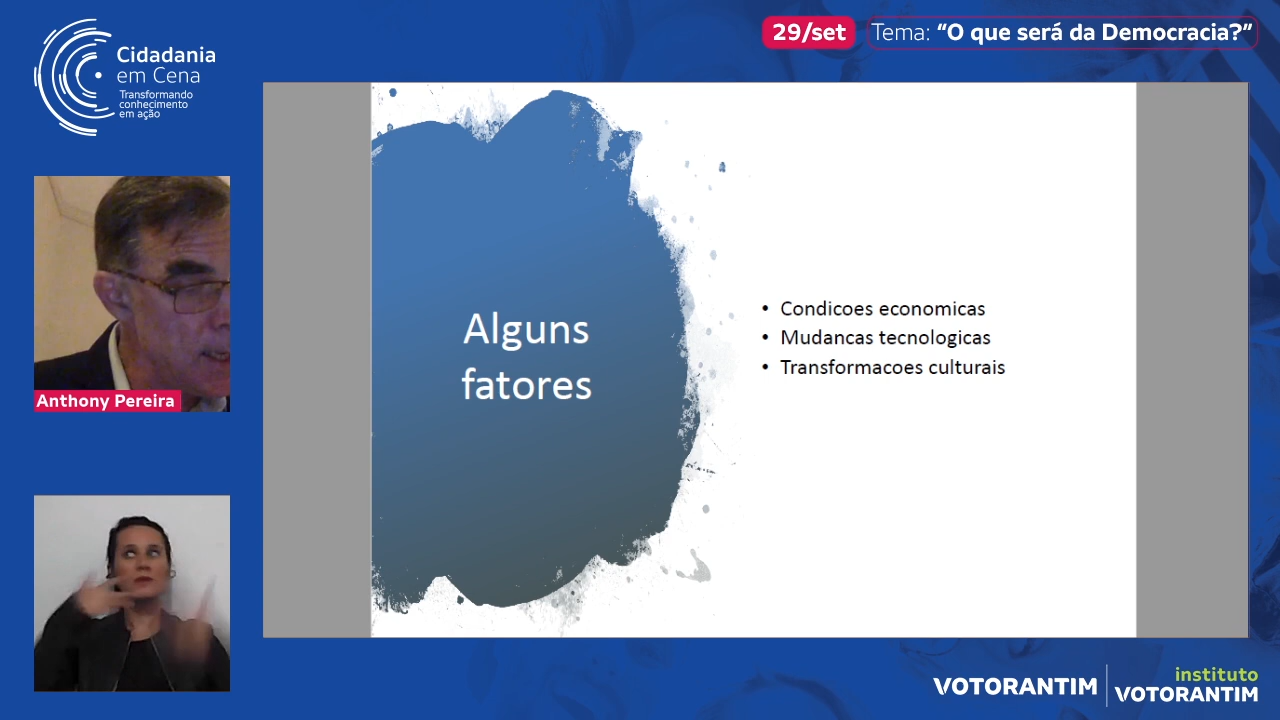 Cidadania
em Cena
Transformando
conhecimento
em ação
29/set Tema: “O que será da Democracia?”
Anthony Pereira
Alguns
fatores
• Condicoes economicas
• Mudancas tecnologicas
• Transformacoes culturais
VOTORANTIM
instituto
VOTORANTIM